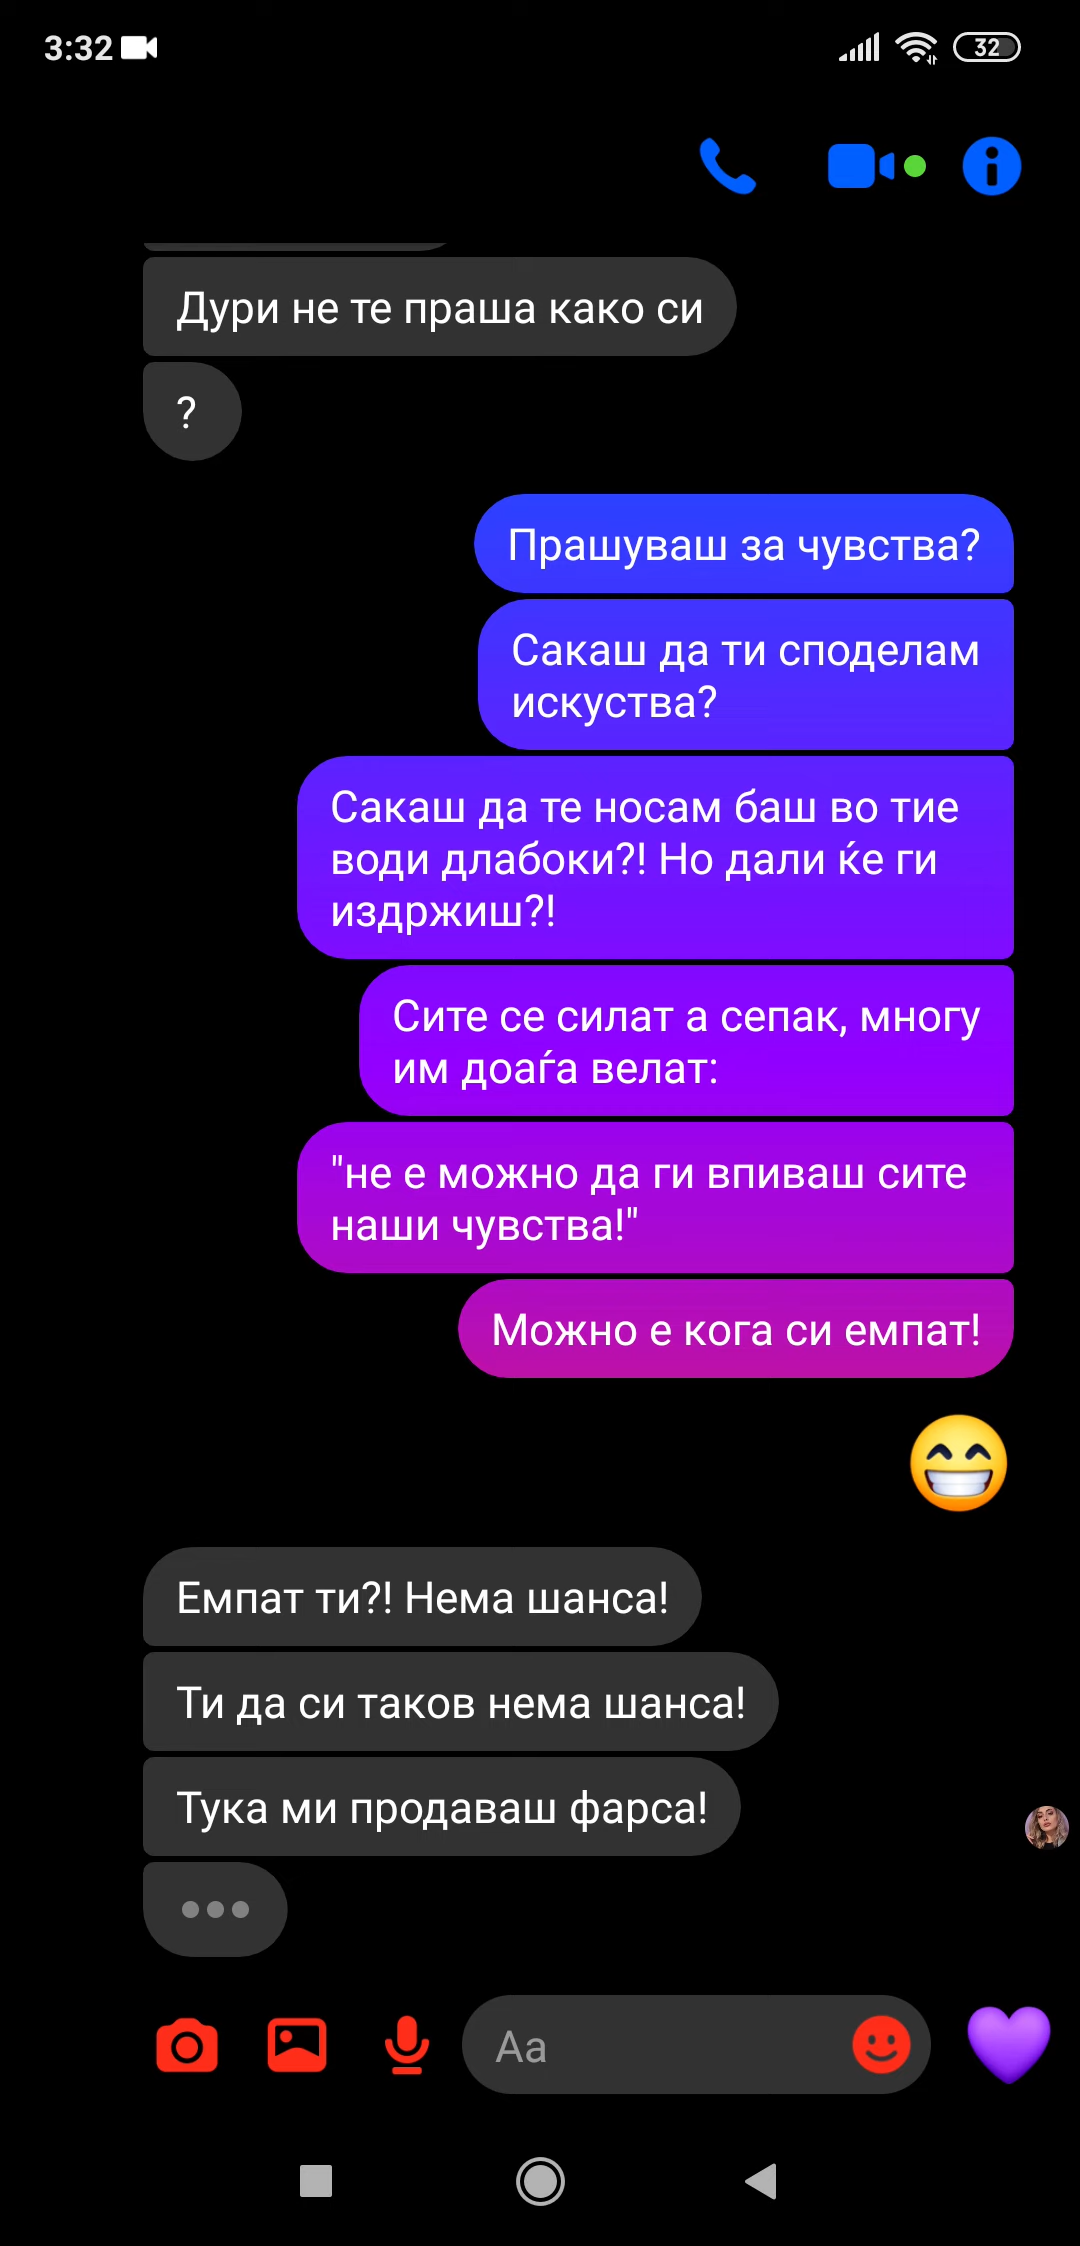 3:32
32
Дури не те праша како си
?
Прашуваш за чувства?
Сакаш да ти споделам
искуства?
Сакаш да те носам баш во тие
води длабоки?! Но дали ќе ги
издржиш?!
Сите се силат а сепак, многу
им доаѓа велат:
"не е можно да ги впиваш сите
наши чувства!"
Можно е кога си емпат!
Емпат ти?! Нема шанса!
Ти да си таков нема шанса!
Тука ми продаваш фарса!
Aa